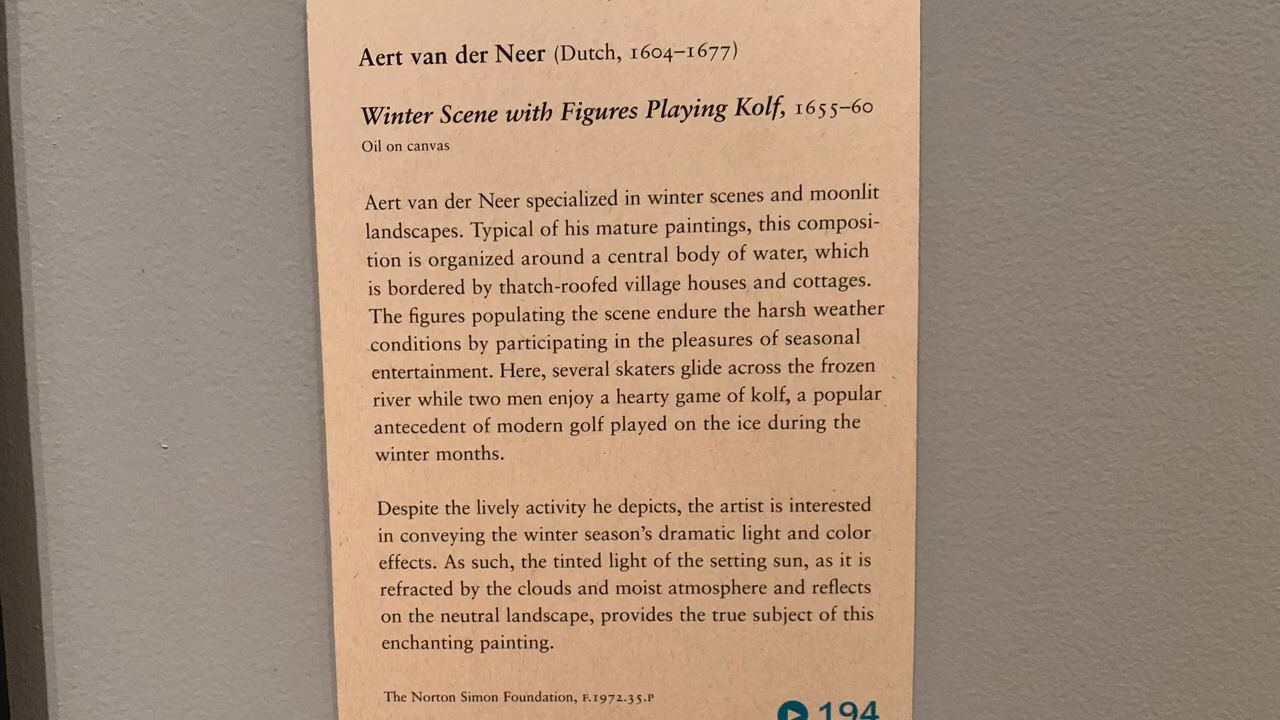 Aert van der Neer (Dutch, 1604–1677)
Winter Scene with Figures Playing Kolf, 1655–60
Oil on canvas
Aert van der Neer specialized in winter scenes and moonlit
landscapes. Typical of his mature paintings, this composi-
tion is organized around a central body of water, which
is bordered by thatch-roofed village houses and cottages.
The figures populating the scene endure the harsh weather
conditions by participating in the pleasures of seasonal
entertainment. Here, several skaters glide across the frozen
river while two men enjoy a hearty game of kolf, a popular
antecedent of modern golf played on the ice during the
winter months.
Despite the lively activity he depicts, the artist is interested
in conveying the winter season’s dramatic light and color
effects. As such, the tinted light of the setting sun, as it is
refracted by the clouds and moist atmosphere and reflects
on the neutral landscape, provides the true subject of this
enchanting painting.
The Norton Simon Foundation, F.1972.35.P
194